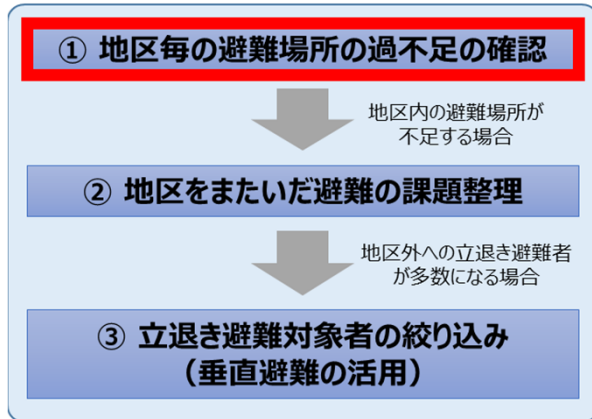 ① 地区毎の避難場所の過不足の確認
地区内の避難場所が
不足する場合
② 地区をまたいだ避難の課題整理
地区外への立退き避難者
が多数になる場合
③ 立退き避難対象者の絞り込み
（垂直避難の活用）